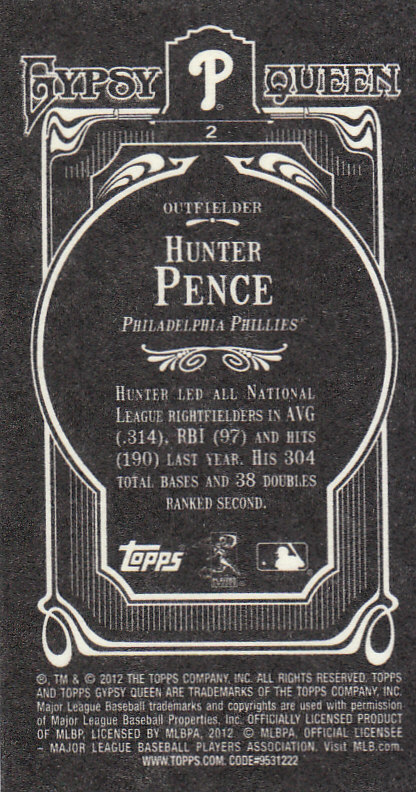 GYPSY P QUEEN
2
OUTFIELDER
HUNTER
PENCE
PHILADELPHIA PHILLIES
HUNTER LED ALL NATIONAL
LEAGUE RIGHTFIELDERS IN AVG
(.314), RBI (97) AND HITS
(190) LAST YEAR. HIS 304
TOTAL BASES AND 38 DOUBLES
RANKED SECOND.
topps
®, TM & © 2012 THE TOPPS COMPANY, INC. ALL RIGHTS RESERVED. TOPPS
AND TOPPS GYPSY QUEEN ARE TRADEMARKS OF THE TOPPS COMPANY, INC.
Major League Baseball trademarks and copyrights are used with permission
of Major League Baseball Properties, Inc. OFFICIALLY LICENSED PRODUCT
OF MLBP, LICENSED BY MLBPA, 2012 © MLBPA, OFFICIAL LICENSEE
– MAJOR LEAGUE BASEBALL PLAYERS ASSOCIATION. Visit MLB.com.
WWW.TOPPS.COM. CODE#9531222